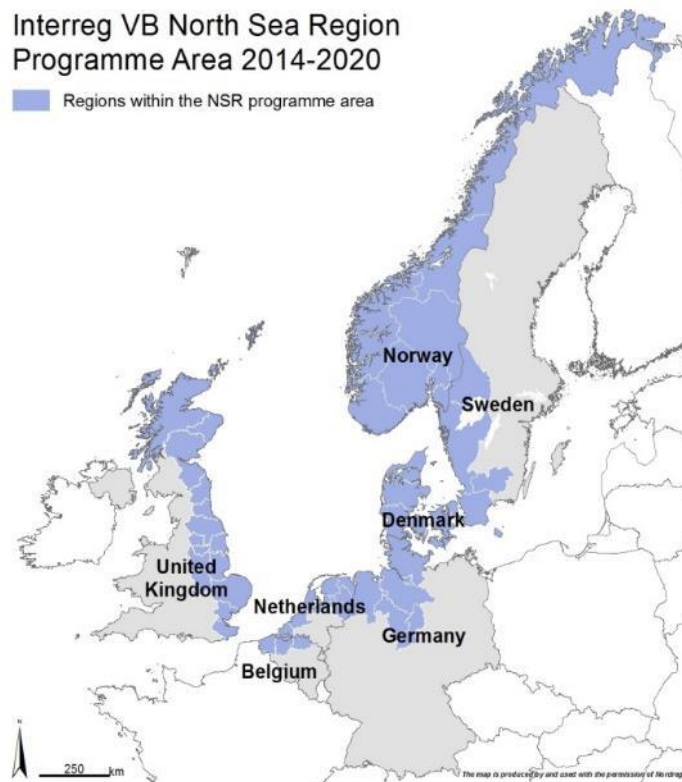 Interreg VB North Sea Region
Programme Area 2014-2020
Regions within the NSR programme area
Norway
Sweden
Denmark
United
Kingdom
Netherlands
Germany
Belgium
N
250 km
The map is produced by and used with the permission of Nordreg